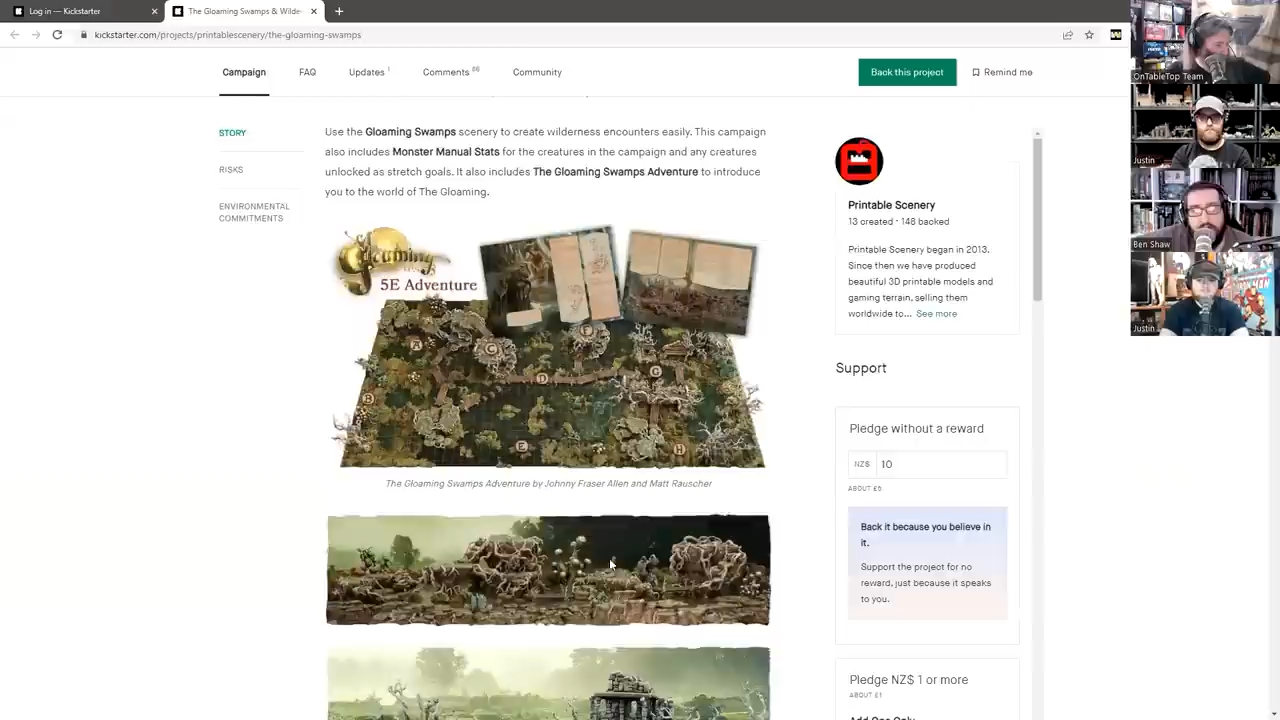 Log in — Kickstarter
The Gloaming Swamps & Wilde
kickstarter.com/projects/printablescenery/the-gloaming-swamps
Campaign
FAQ
Updates 1
Comments
Community
Back this project
Remind me
OnTableTop Team
Justin
Ben Shaw
Justin
STORY
RISKS
ENVIRONMENTAL
COMMITMENTS
Use the Gloaming Swamps scenery to create wilderness encounters easily. This campaign
also includes Monster Manual Stats for the creatures in the campaign and any creatures
unlocked as stretch goals. It also includes The Gloaming Swamps Adventure to introduce
you to the world of The Gloaming.
Gloaming
5E Adventure
A
B
C
D
E
F
G
H
The Gloaming Swamps Adventure by Johnny Fraser Allen and Matt Rauscher
Printable Scenery
13 created · 148 backed
Printable Scenery began in 2013.
Since then we have produced
beautiful 3D printable models and
gaming terrain, selling them
worldwide to... See more
Support
Pledge without a reward
NZ$ 10
ABOUT £5
Back it because you believe in
it.
Support the project for no
reward, just because it speaks
to you.
Pledge NZ$ 1 or more
ABOUT £1
Add One Only